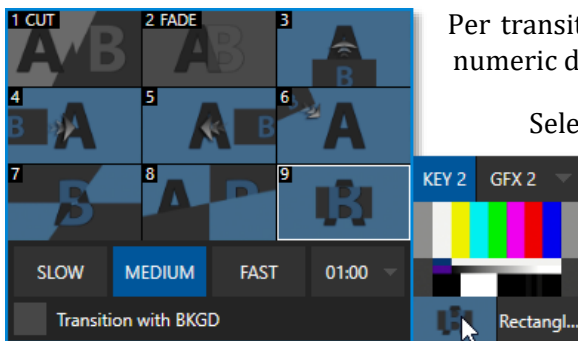 1 CUT
2 FADE
3
A B
A B
A
B
Per transit
numeric d
4
5
6
B A
A B
B A
Sele
7
8
9
B
A D
B
KEY 2 GFX 2
SLOW MEDIUM FAST 01:00
Transition with BKGD
B Rectangl...